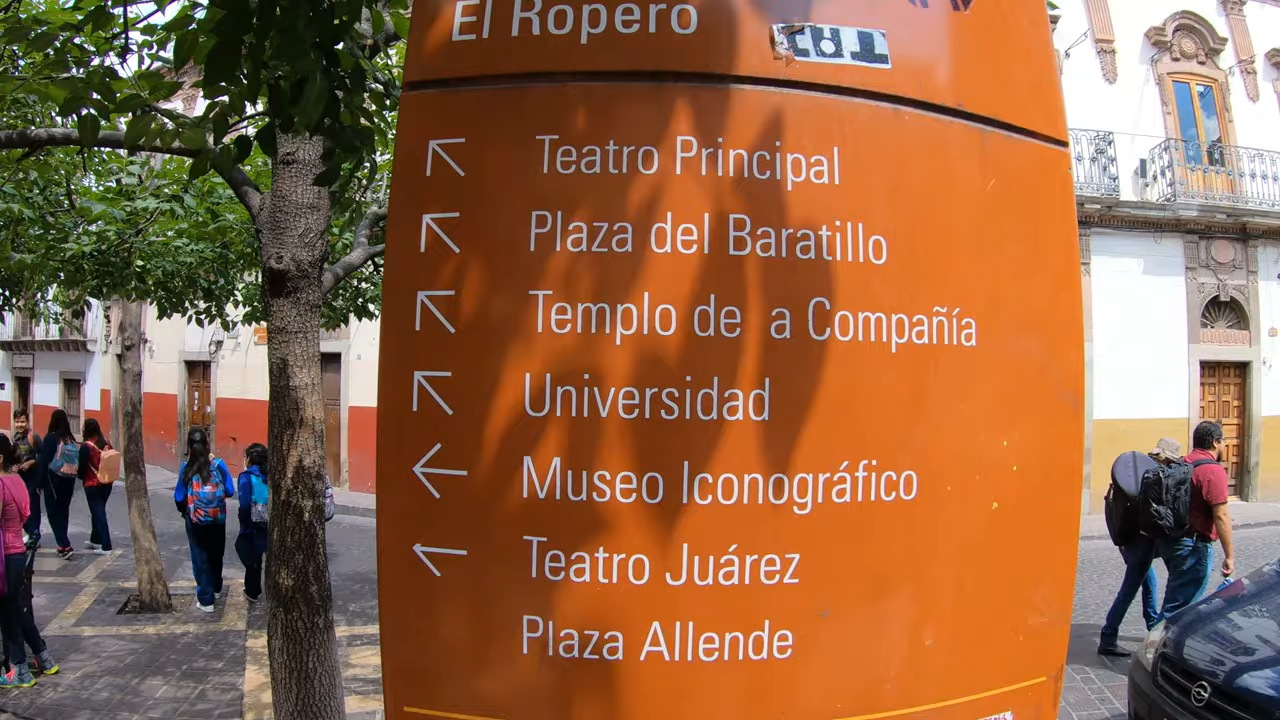 El Ropero
Teatro Principal
Plaza del Baratillo
Templo de a Compañía
Universidad
Museo Iconográfico
Teatro Juárez
Plaza Allende